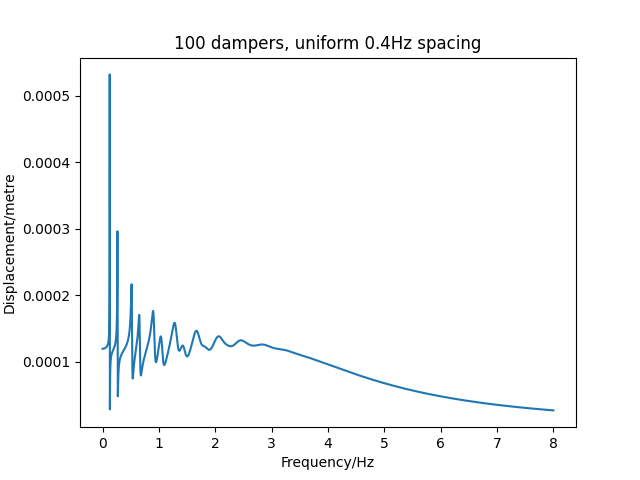 100 dampers, uniform 0.4Hz spacing
Displacement/metre
0.0005
0.0004
0.0003
0.0002
0.0001
0 1 2 3 4 5 6 7 8
Frequency/Hz